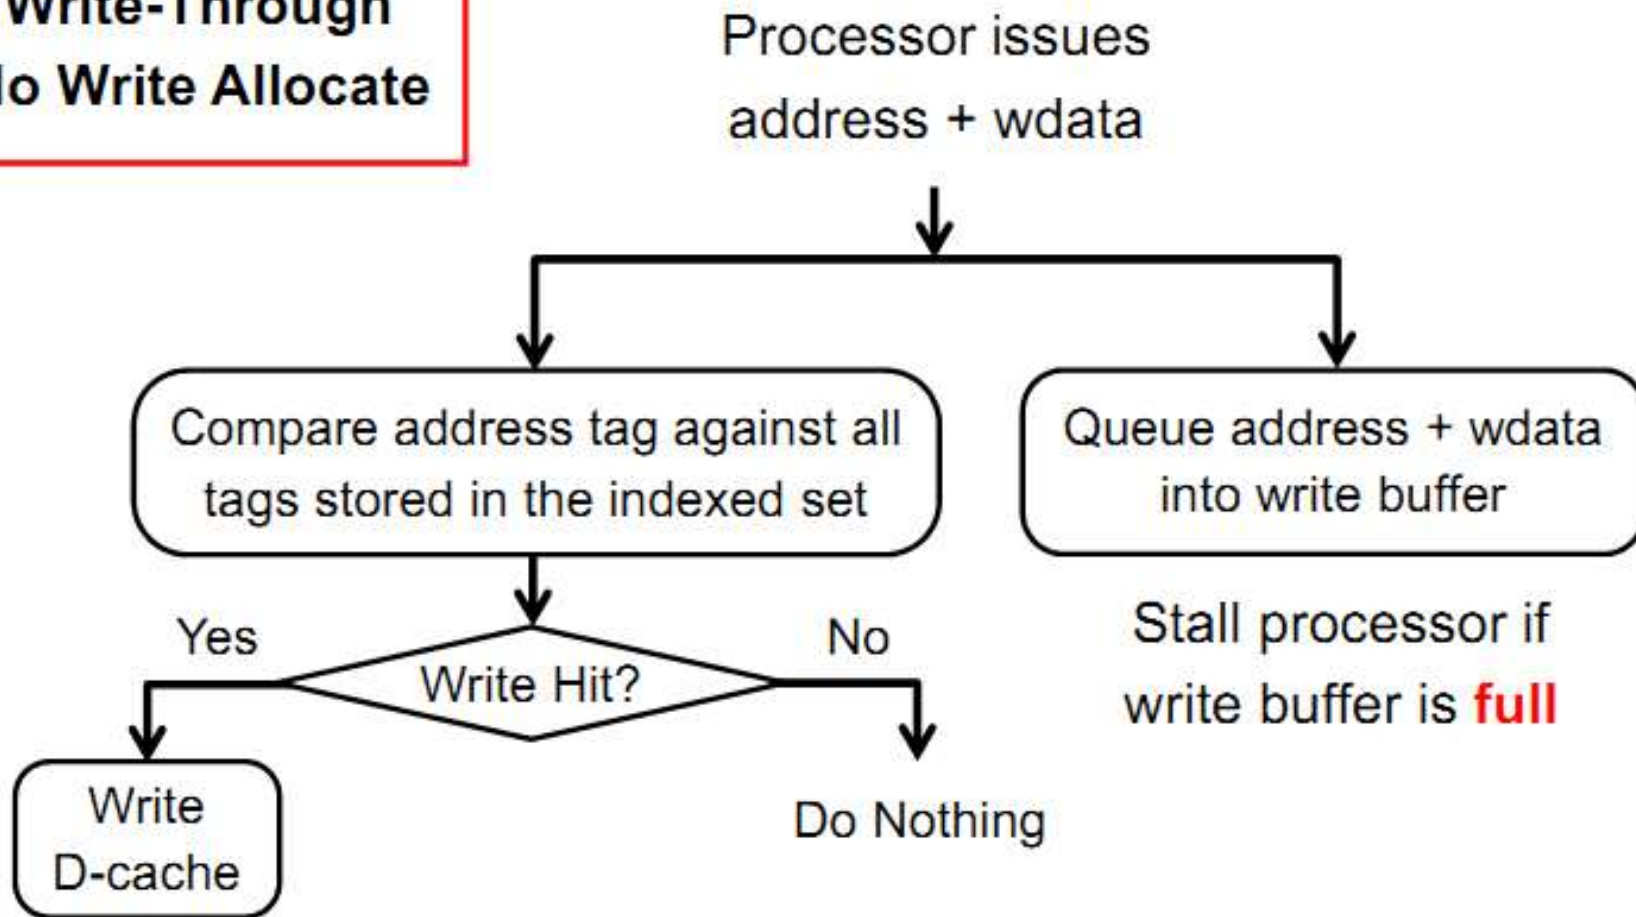 Write-Through
No Write Allocate
Processor issues
address + wdata
Compare address tag against all
tags stored in the indexed set
Queue address + wdata
into write buffer
Yes
No
Write Hit?
Stall processor if
write buffer is full
Write
D-cache
Do Nothing